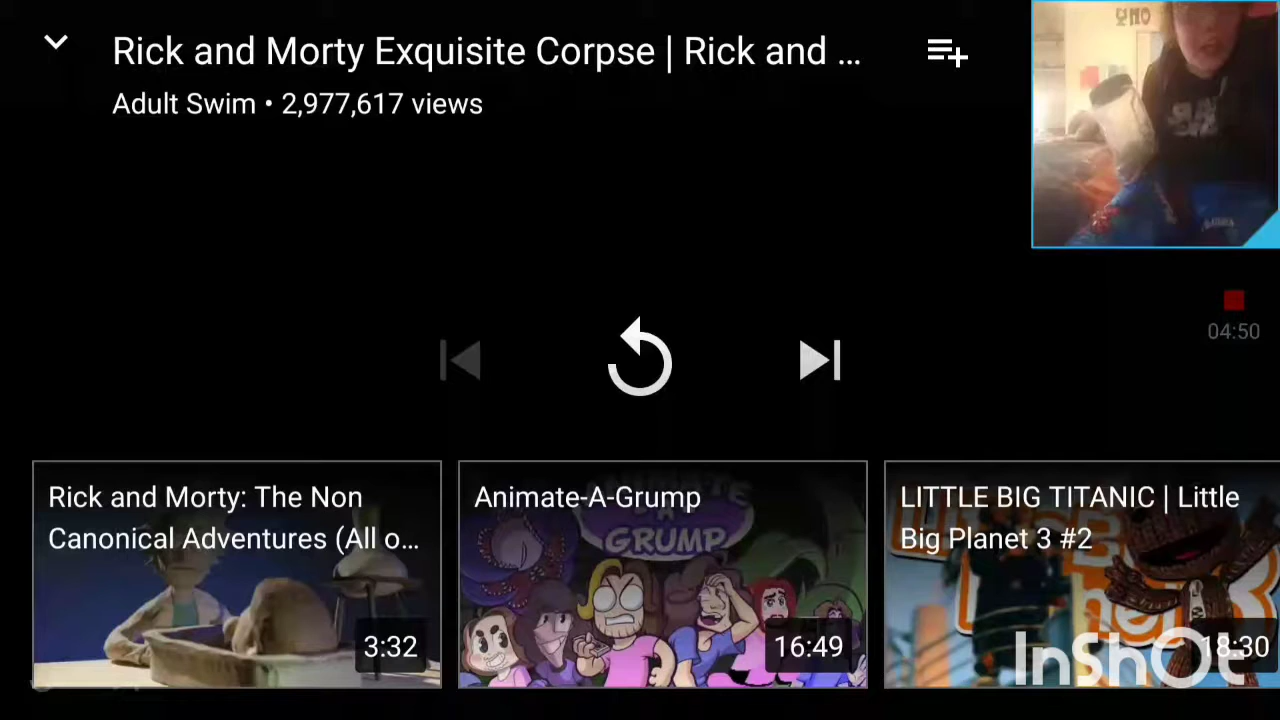 Rick and Morty Exquisite Corpse | Rick and ...
Adult Swim • 2,977,617 views
04:50
Rick and Morty: The Non
Canonical Adventures (All o...
3:32
Animate-A-Grump
GRUMP
16:49
LITTLE BIG TITANIC | Little
Big Planet 3 #2
18:30
InShOt